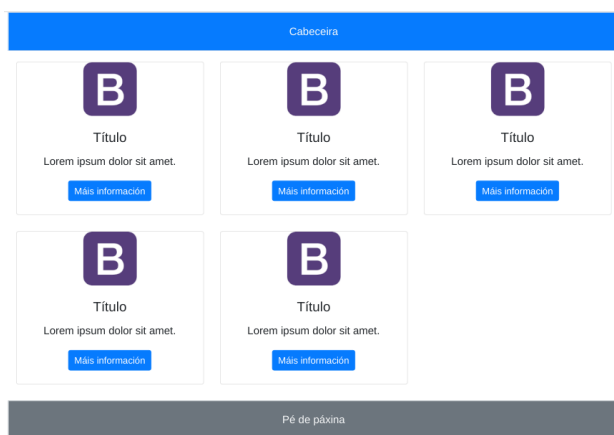 Cabeceira
B
Título
Lorem ipsum dolor sit amet.
Máis información
B
Título
Lorem ipsum dolor sit amet.
Máis información
B
Título
Lorem ipsum dolor sit amet.
Máis información
B
Título
Lorem ipsum dolor sit amet.
Máis información
B
Título
Lorem ipsum dolor sit amet.
Máis información
Pé de páxina